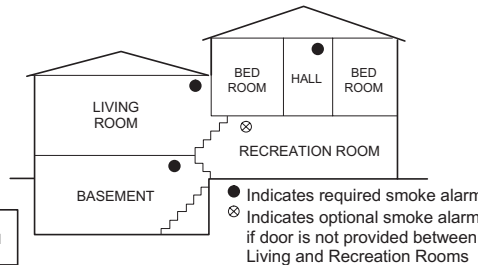 BED
ROOM
HALL
BED
ROOM
LIVING
ROOM
RECREATION ROOM
BASEMENT
Indicates required smoke alarm
Indicates optional smoke alarm
if door is not provided between
Living and Recreation Rooms